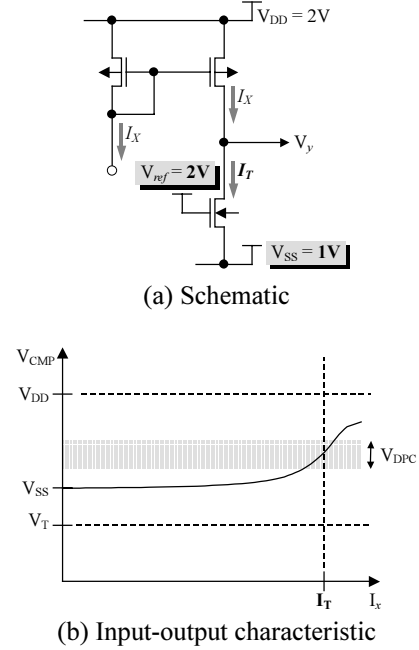 V_DD = 2V
I_X
I_X
V_y
V_ref = 2V
I_T
V_SS = 1V
(a) Schematic
V_CMP
V_DD
V_DPC
V_SS
V_T
I_T
I_x
(b) Input-output characteristic